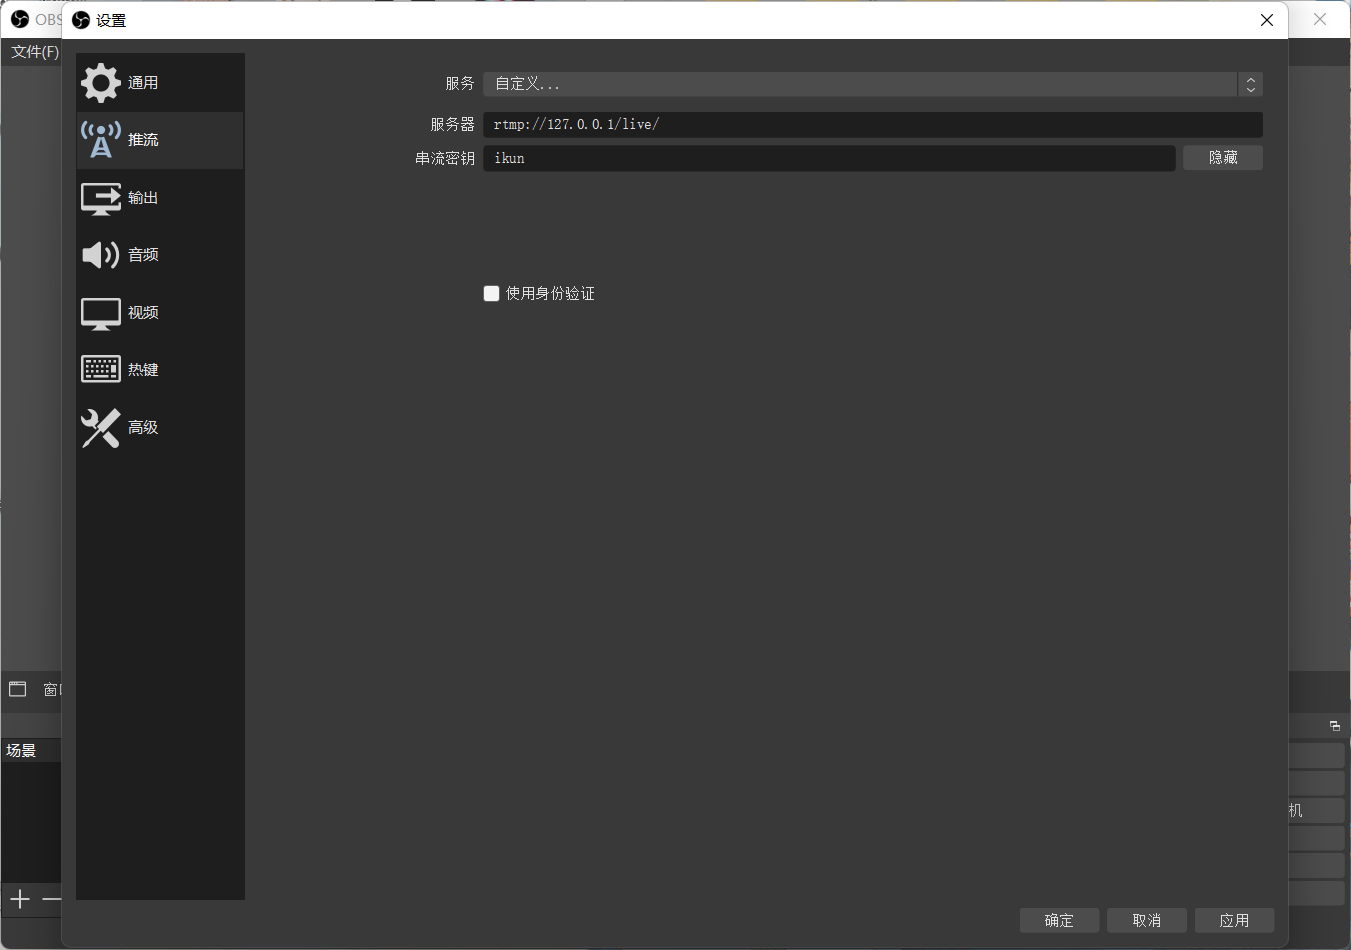 OBS
设置
文件(F)
通用
推流
输出
音频
视频
热键
高级
服务 自定义...
服务器 rtmp://127.0.0.1/live/
串流密钥 ikun 隐藏
使用身份验证
窗
场景
机
确定 取消 应用